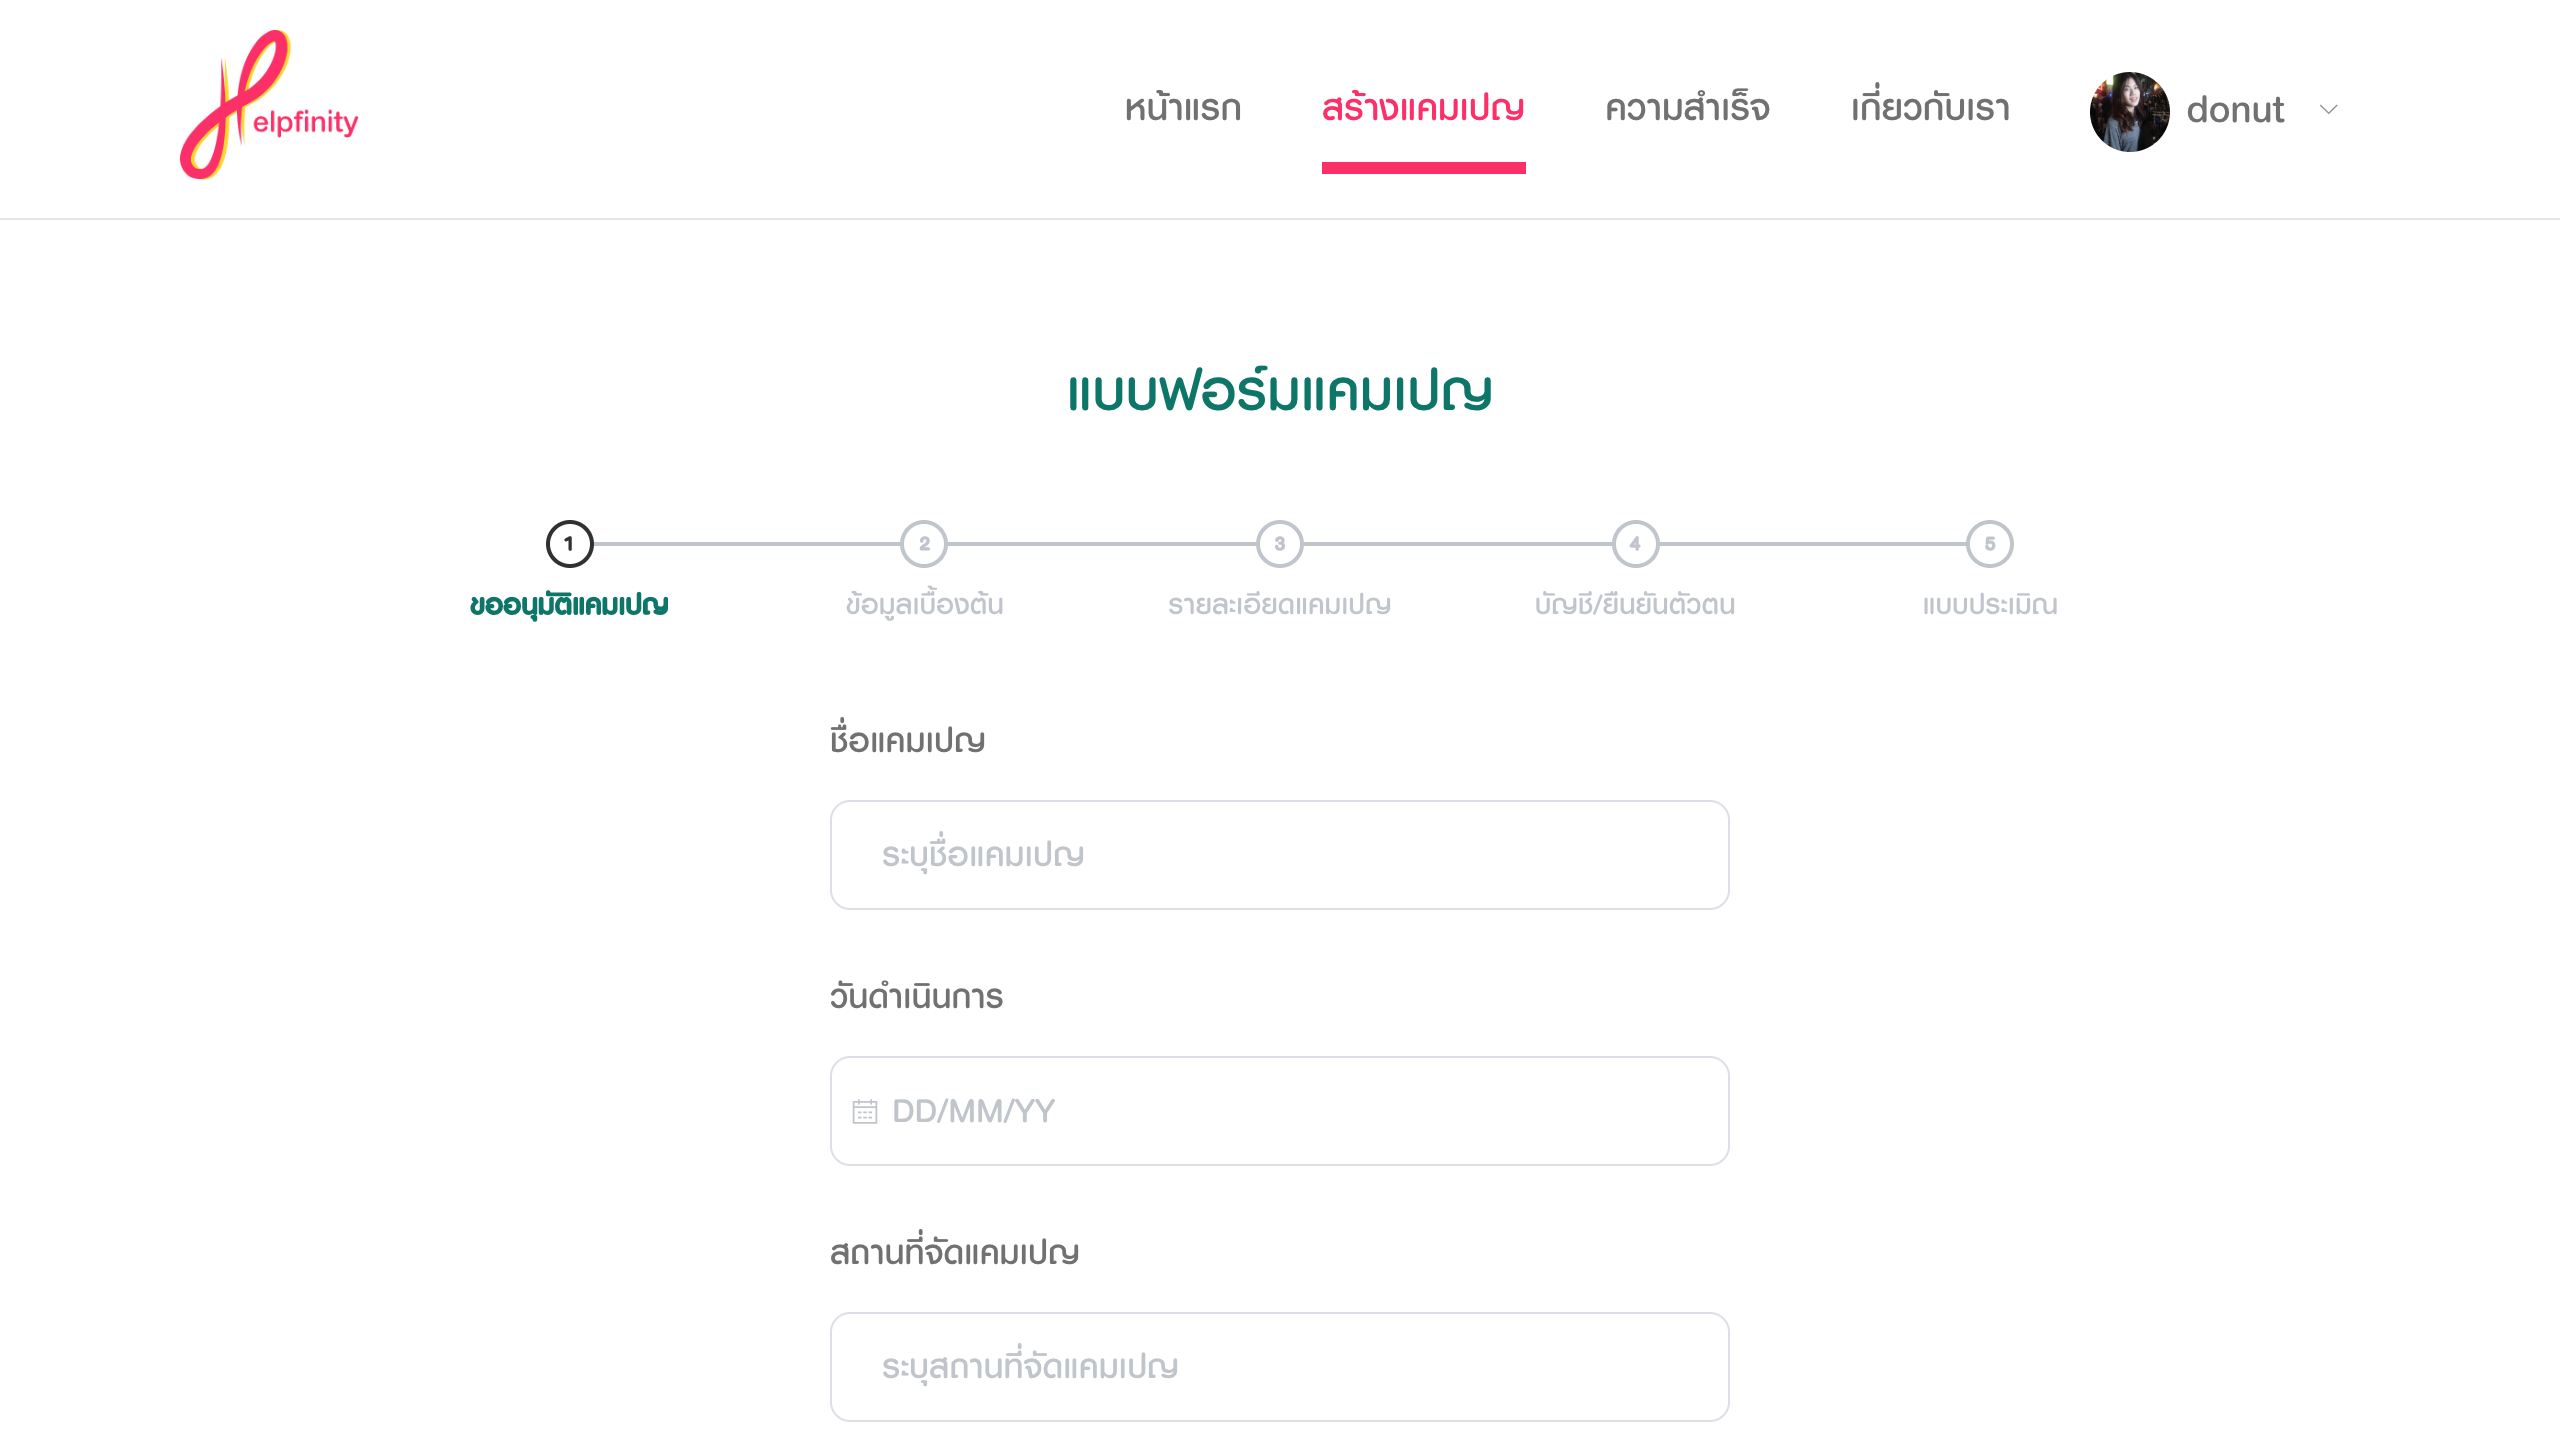 Helpfinity
หน้าแรก สร้างแคมเปญ ความสำเร็จ เกี่ยวกับเรา donut
แบบฟอร์มแคมเปญ
1 2 3 4 5
ขออนุมัติแคมเปญ ข้อมูลเบื้องต้น รายละเอียดแคมเปญ บัญชี/ยืนยันตัวตน แบบประเมิณ
ชื่อแคมเปญ
ระบุชื่อแคมเปญ
วันดำเนินการ
DD/MM/YY
สถานที่จัดแคมเปญ
ระบุสถานที่จัดแคมเปญ